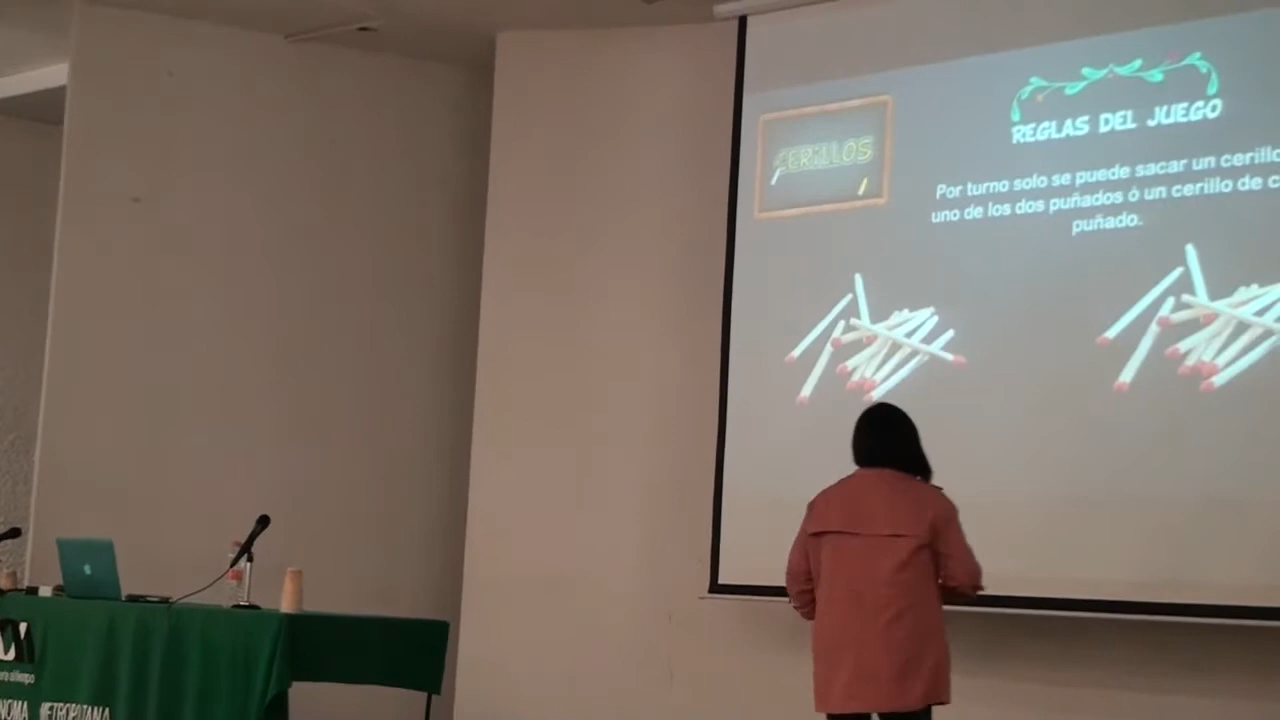 CERILLOS
REGLAS DEL JUEGO
Por turno solo se puede sacar un cerillo
uno de los dos puñados ó un cerillo de c
puñado.
METROPOLITANA